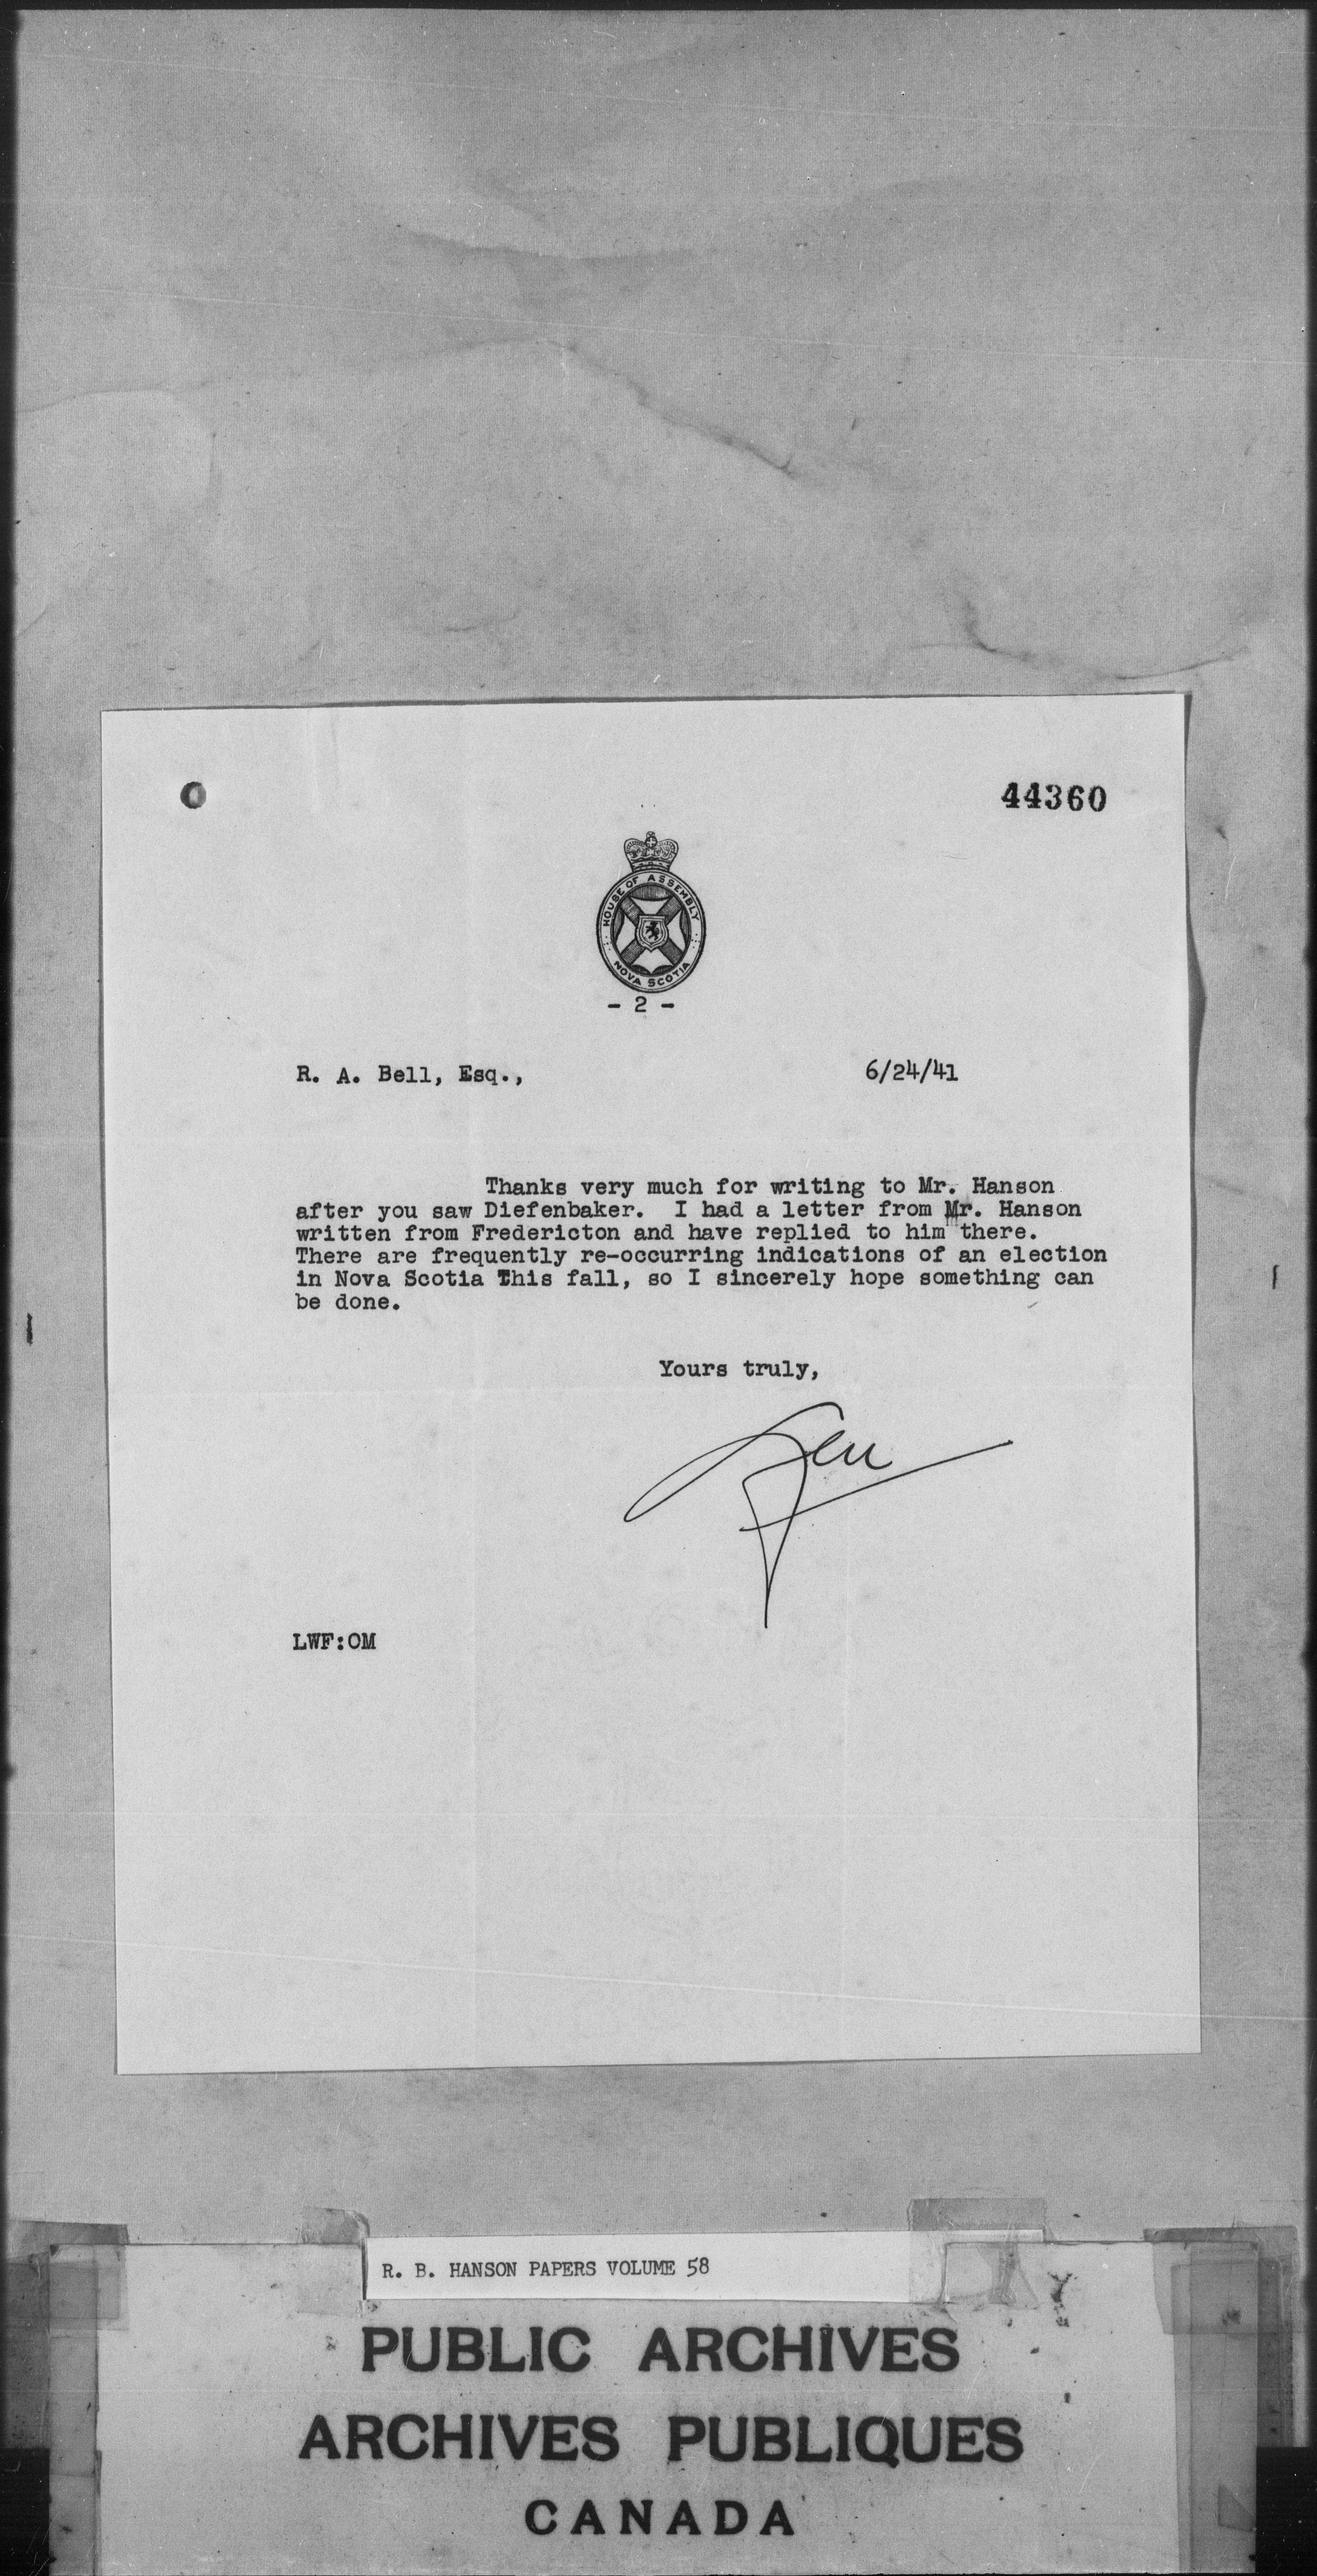 44360
HOUSE OF ASSEMBLY
NOVA SCOTIA
- 2 -
R. A. Bell, Esq.,
6/24/41
Thanks very much for writing to Mr. Hanson
after you saw Diefenbaker. I had a letter from Mr. Hanson
written from Fredericton and have replied to him there.
There are frequently re-occurring indications of an election
in Nova Scotia This fall, so I sincerely hope something can
be done.
Yours truly,
LWF:OM
R. B. HANSON PAPERS VOLUME 58
PUBLIC ARCHIVES
ARCHIVES PUBLIQUES
CANADA